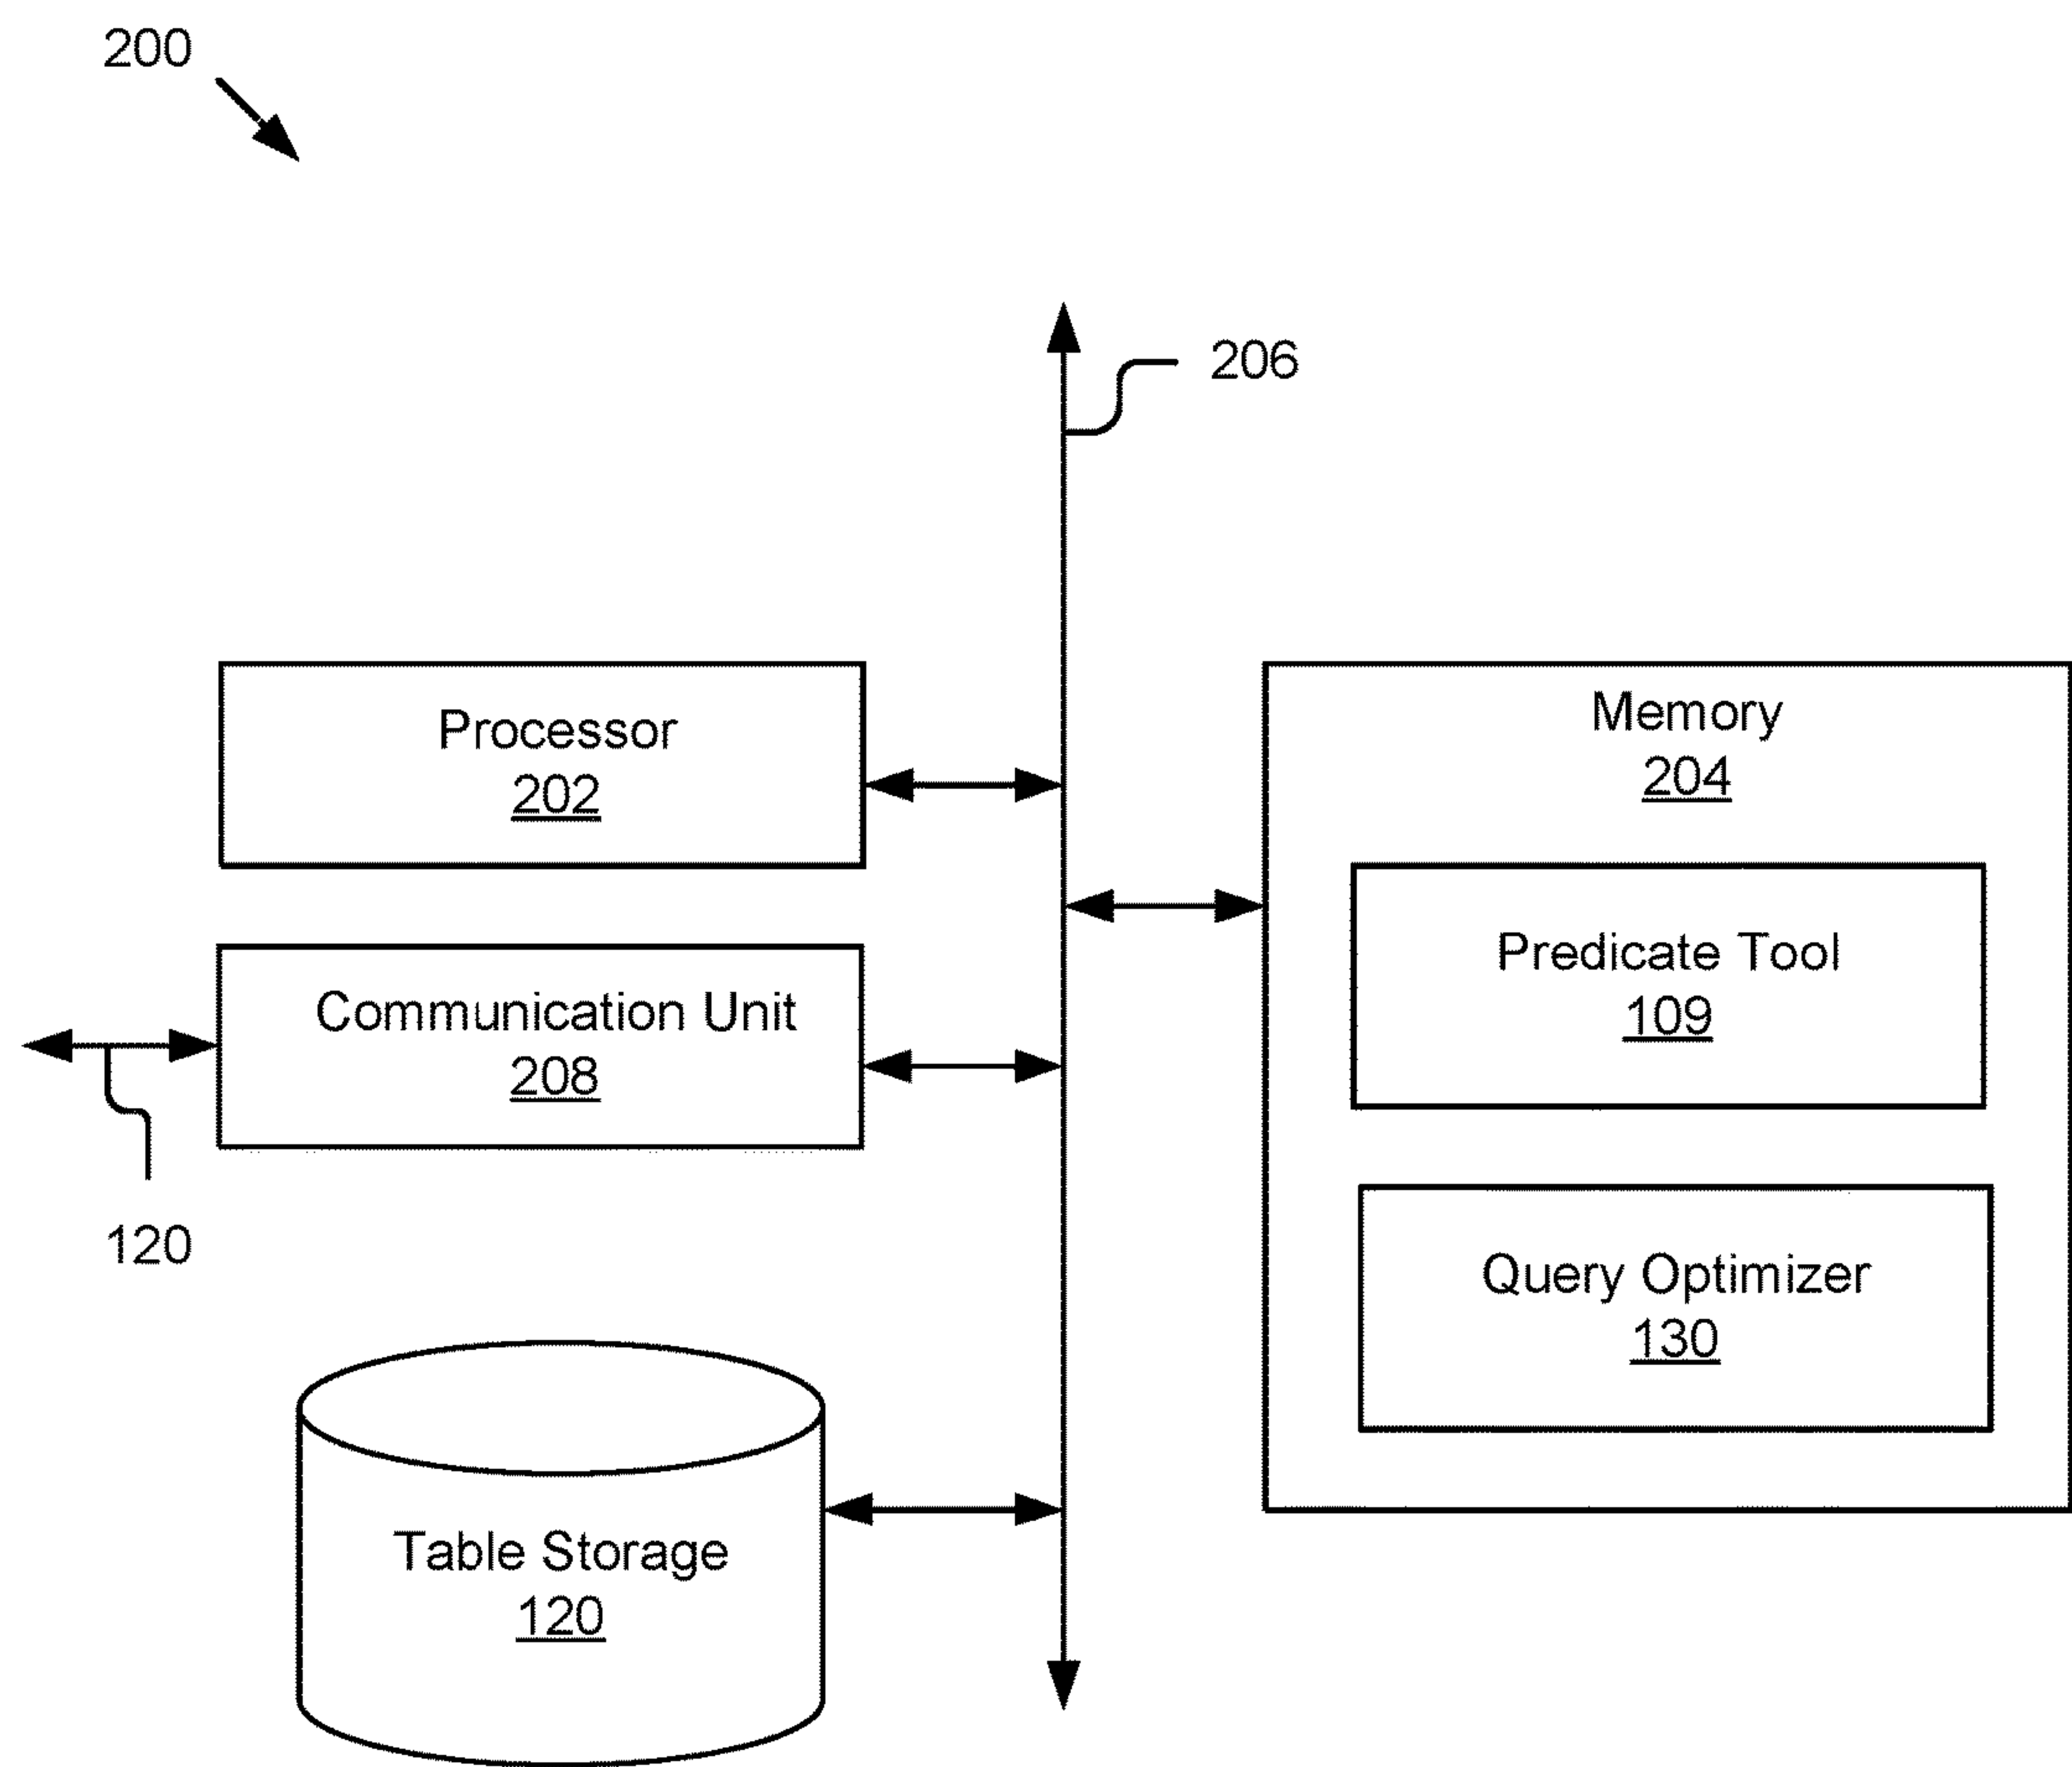 200
206
Processor
202
Memory
204
Predicate Tool
109
Communication Unit
208
120
Query Optimizer
130
Table Storage
120